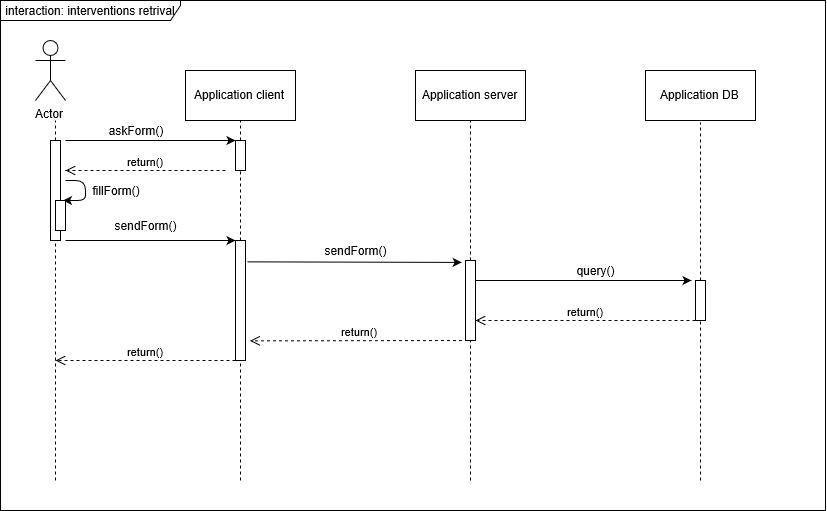 interaction: interventions retrival
Actor
Application client
Application server
Application DB
askForm()
return()
fillForm()
sendForm()
sendForm()
query()
return()
return()
return()